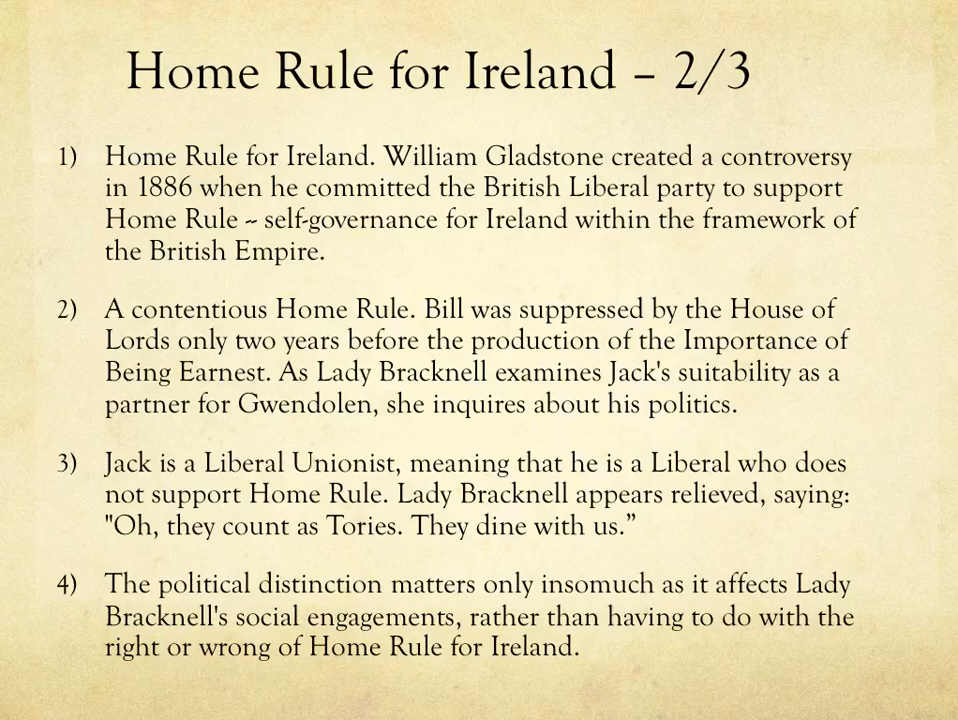 Home Rule for Ireland – 2/3
1) Home Rule for Ireland. William Gladstone created a controversy
in 1886 when he committed the British Liberal party to support
Home Rule -- self-governance for Ireland within the framework of
the British Empire.
2) A contentious Home Rule. Bill was suppressed by the House of
Lords only two years before the production of the Importance of
Being Earnest. As Lady Bracknell examines Jack's suitability as a
partner for Gwendolen, she inquires about his politics.
3) Jack is a Liberal Unionist, meaning that he is a Liberal who does
not support Home Rule. Lady Bracknell appears relieved, saying:
"Oh, they count as Tories. They dine with us.”
4) The political distinction matters only insomuch as it affects Lady
Bracknell's social engagements, rather than having to do with the
right or wrong of Home Rule for Ireland.